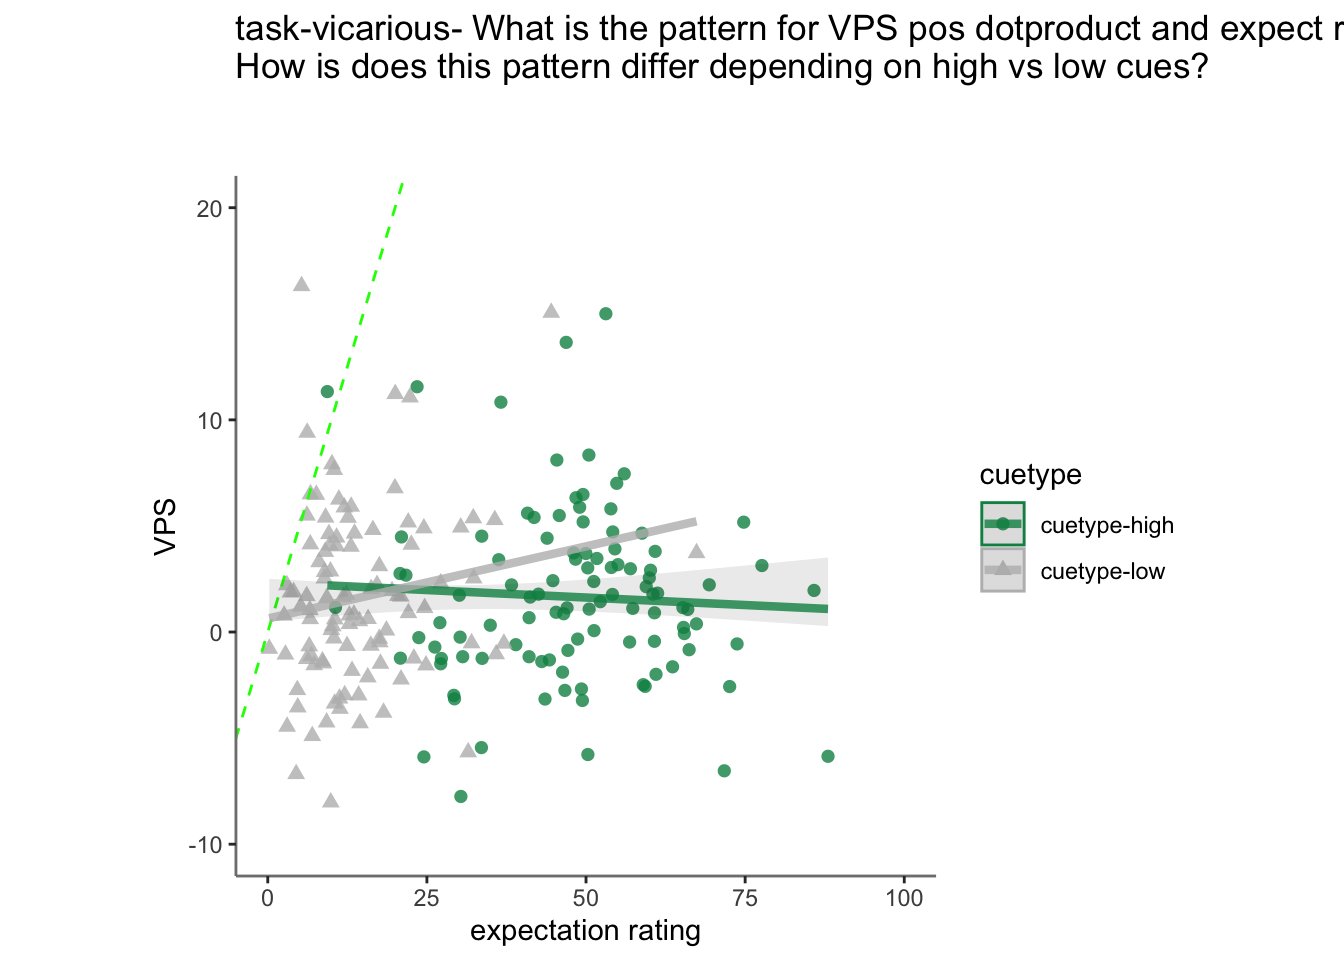 task-vicarious- What is the pattern for VPS pos dotproduct and expect
How is does this pattern differ depending on high vs low cues?
20
10
0
-10
VPS
0 25 50 75 100
expectation rating
cuetype
cuetype-high
cuetype-low